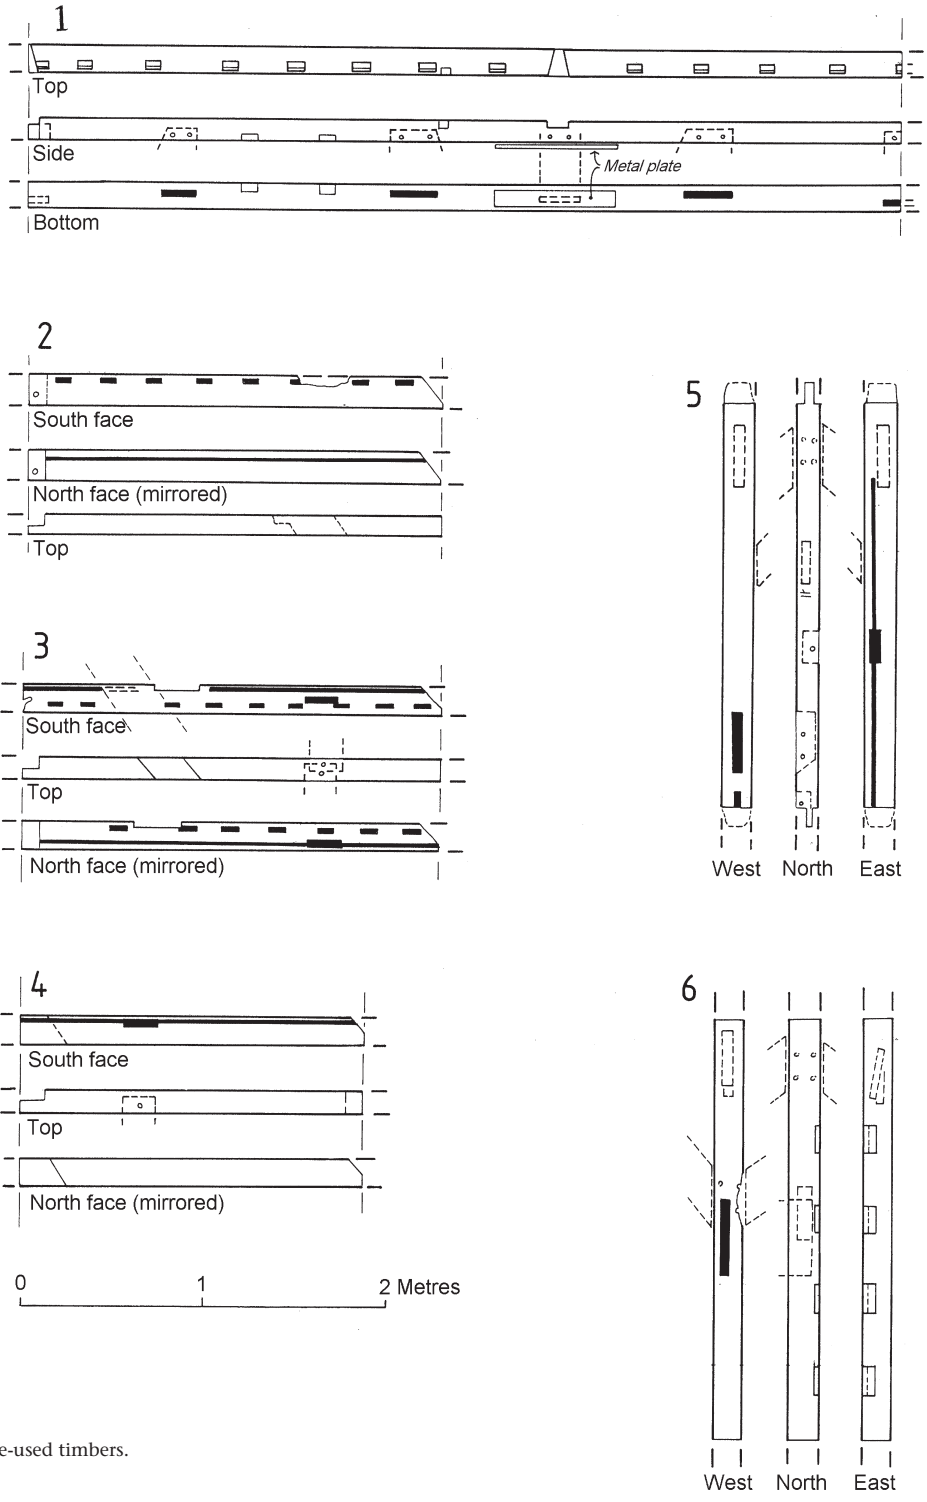 1
Top
Side
Metal plate
Bottom
2
South face
North face (mirrored)
Top
3
South face
Top
North face (mirrored)
4
South face
Top
North face (mirrored)
0 1 2 Metres
5
West North East
6
West North East
e-used timbers.